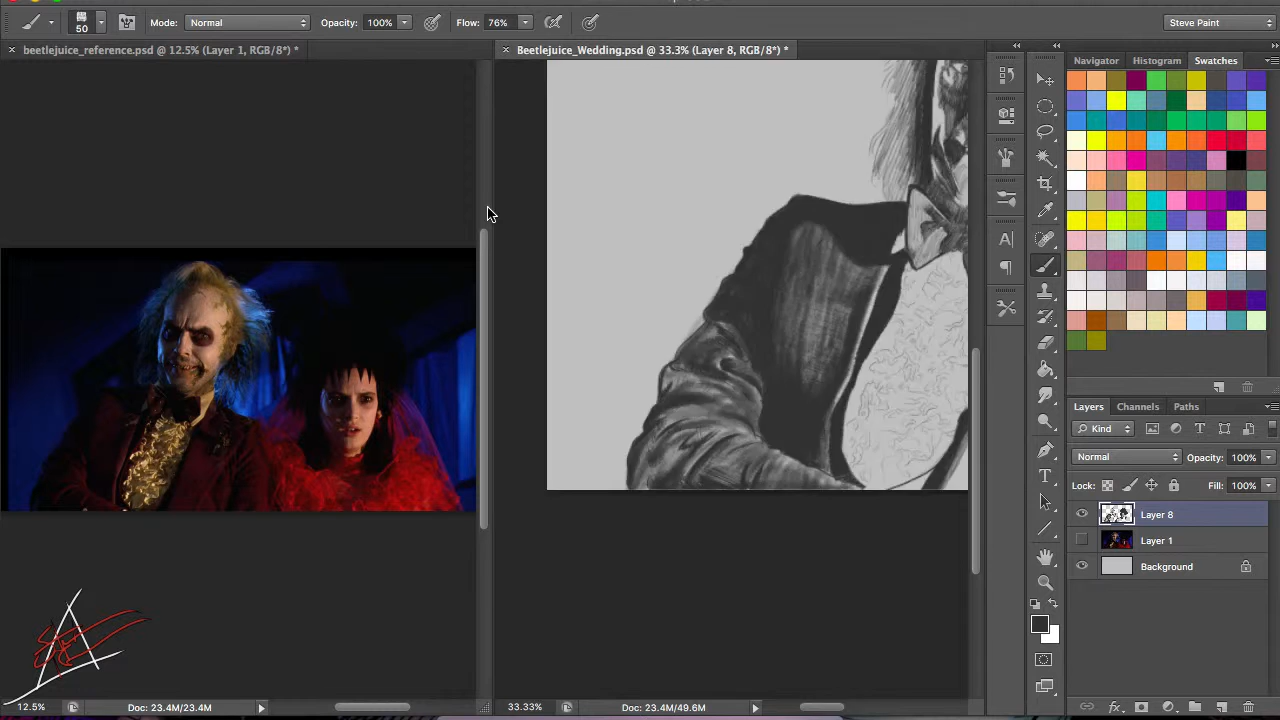 50
Mode: Normal
Opacity: 100%
Flow: 76%
Steve Paint
beetlejuice_reference.psd @ 12.5% (Layer 1, RGB/8*) *
Beetlejuice_Wedding.psd @ 33.3% (Layer 8, RGB/8*) *
Navigator
Histogram
Swatches
Layers
Channels
Paths
Kind
Normal
Opacity: 100%
Lock:
Fill: 100%
Layer 8
Layer 1
Background
12.5%
Doc: 23.4M/23.4M
33.33%
Doc: 23.4M/49.6M